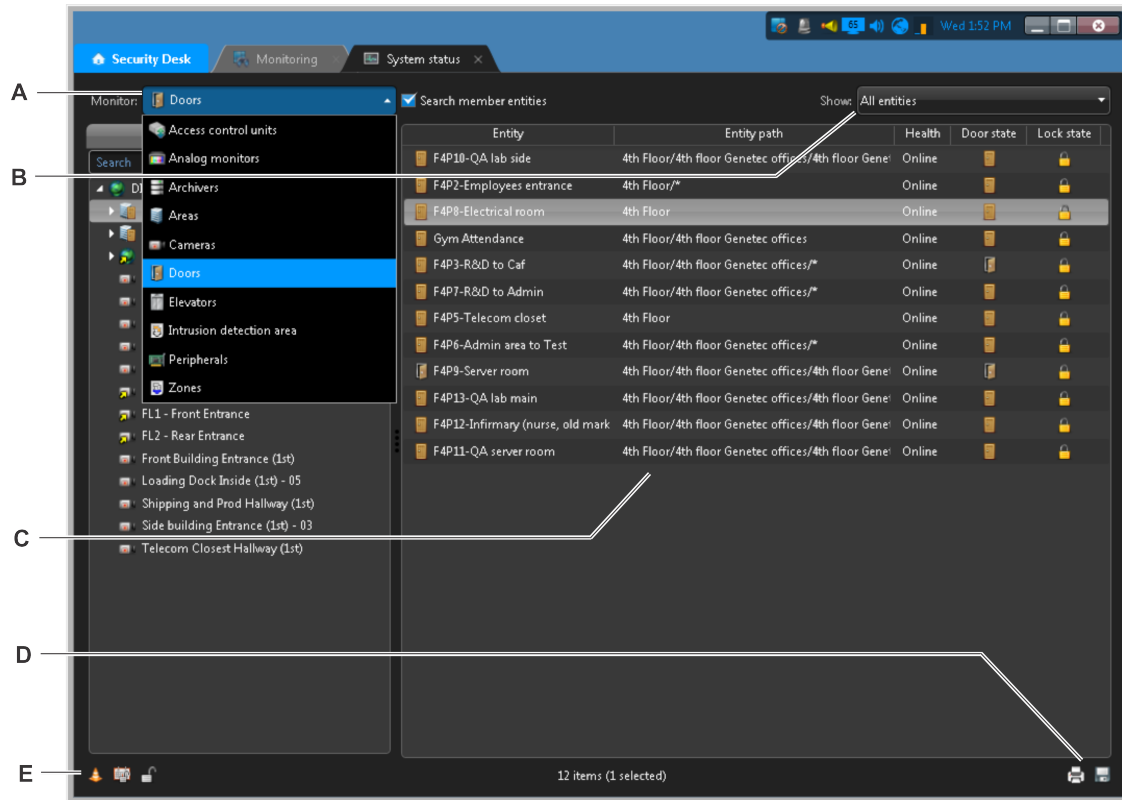 65 Wed 1:52 PM
Security Desk Monitoring System status
A
Monitor: Doors Search member entities Show: All entities
Access control units
Analog monitors
Archivers
Areas
Cameras
Doors
Elevators
Intrusion detection area
Peripherals
Zones
Search
B
FL1 - Front Entrance
FL2 - Rear Entrance
Front Building Entrance (1st)
Loading Dock Inside (1st) - 05
Shipping and Prod Hallway (1st)
Side building Entrance (1st) - 03
Telecom Closest Hallway (1st)
Entity Entity path Health Door state Lock state
F4P10-QA lab side 4th Floor/4th floor Genetec offices/4th floor Genet Online
F4P2-Employees entrance 4th Floor/* Online
F4P8-Electrical room 4th Floor Online
Gym Attendance 4th Floor/4th floor Genetec offices Online
F4P3-R&D to Caf 4th Floor/4th floor Genetec offices/* Online
F4P7-R&D to Admin 4th Floor/4th floor Genetec offices/* Online
F4P5-Telecom closet 4th Floor Online
F4P6-Admin area to Test 4th Floor/4th floor Genetec offices/* Online
F4P9-Server room 4th Floor/4th floor Genetec offices/4th floor Genet Online
F4P13-QA lab main 4th Floor/4th floor Genetec offices/4th floor Genet Online
F4P12-Infirmary (nurse, old mark 4th Floor/4th floor Genetec offices/4th floor Genet Online
F4P11-QA server room 4th Floor/4th floor Genetec offices/4th floor Genet Online
C
D
E
12 items (1 selected)